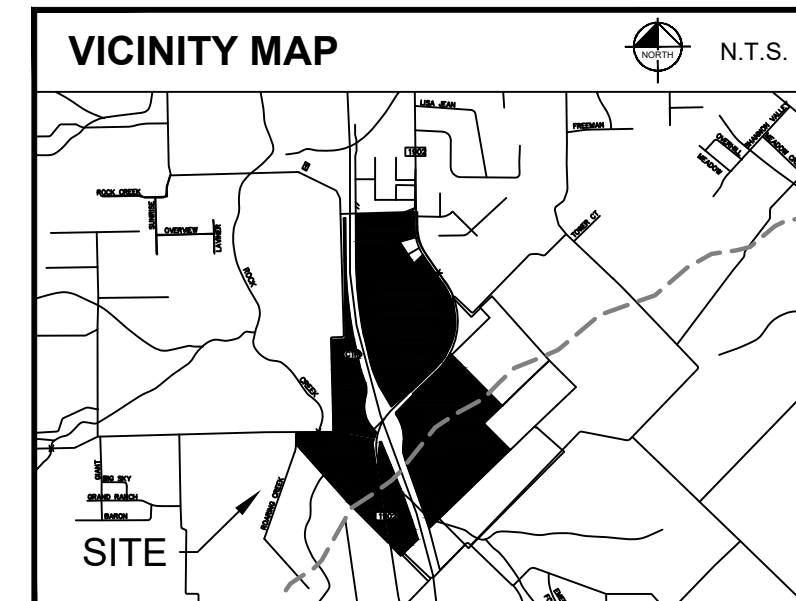 VICINITY MAP
NORTH
N.T.S.
LISA JEAN
1902
FREEMAN
OVERHILL
SHANNON VALLEY
MEADOW
ROCK CREEK
SUNRISE
OVERVIEW
LAVINER
TOWER CT
ROCK
CREEK
GIANT
BIG SKY
GRAND RANCH
BARON
ROARING CREEK
1902
SITE